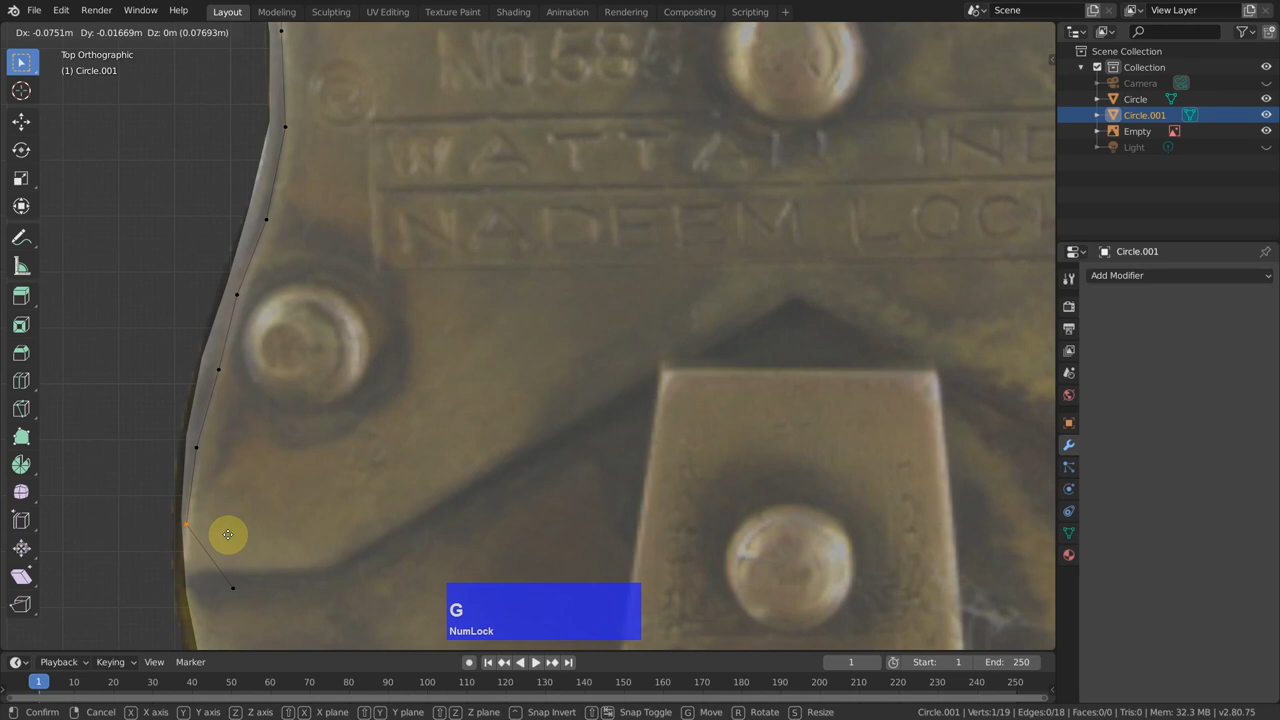 File Edit Render Window Help
Layout Modeling Sculpting UV Editing Texture Paint Shading Animation Rendering Compositing Scripting +
Scene
View Layer
Dx: -0.0751m Dy: -0.01669m Dz: 0m (0.07693m)
Top Orthographic
(1) Circle.001
NO.585
WATTAN IND
NADEEM LOCK
G
NumLock
Scene Collection
Collection
Camera
Circle
Circle.001
Empty
Light
Circle.001
Add Modifier
Playback Keying View Marker
1
Start: 1
End: 250
1 10 20 30 40 50 60 70 80 90 100 110 120 130 140 150 160 170 180 190 200 210 220 230 240 250
Confirm Cancel X X axis Y Y axis Z Z axis X X plane Y Y plane Z Z plane Snap Invert Snap Toggle G Move R Rotate S Resize
Circle.001 | Verts:1/19 | Edges:0/18 | Faces:0/0 | Tris:0 | Mem: 32.3 MB | v2.80.75